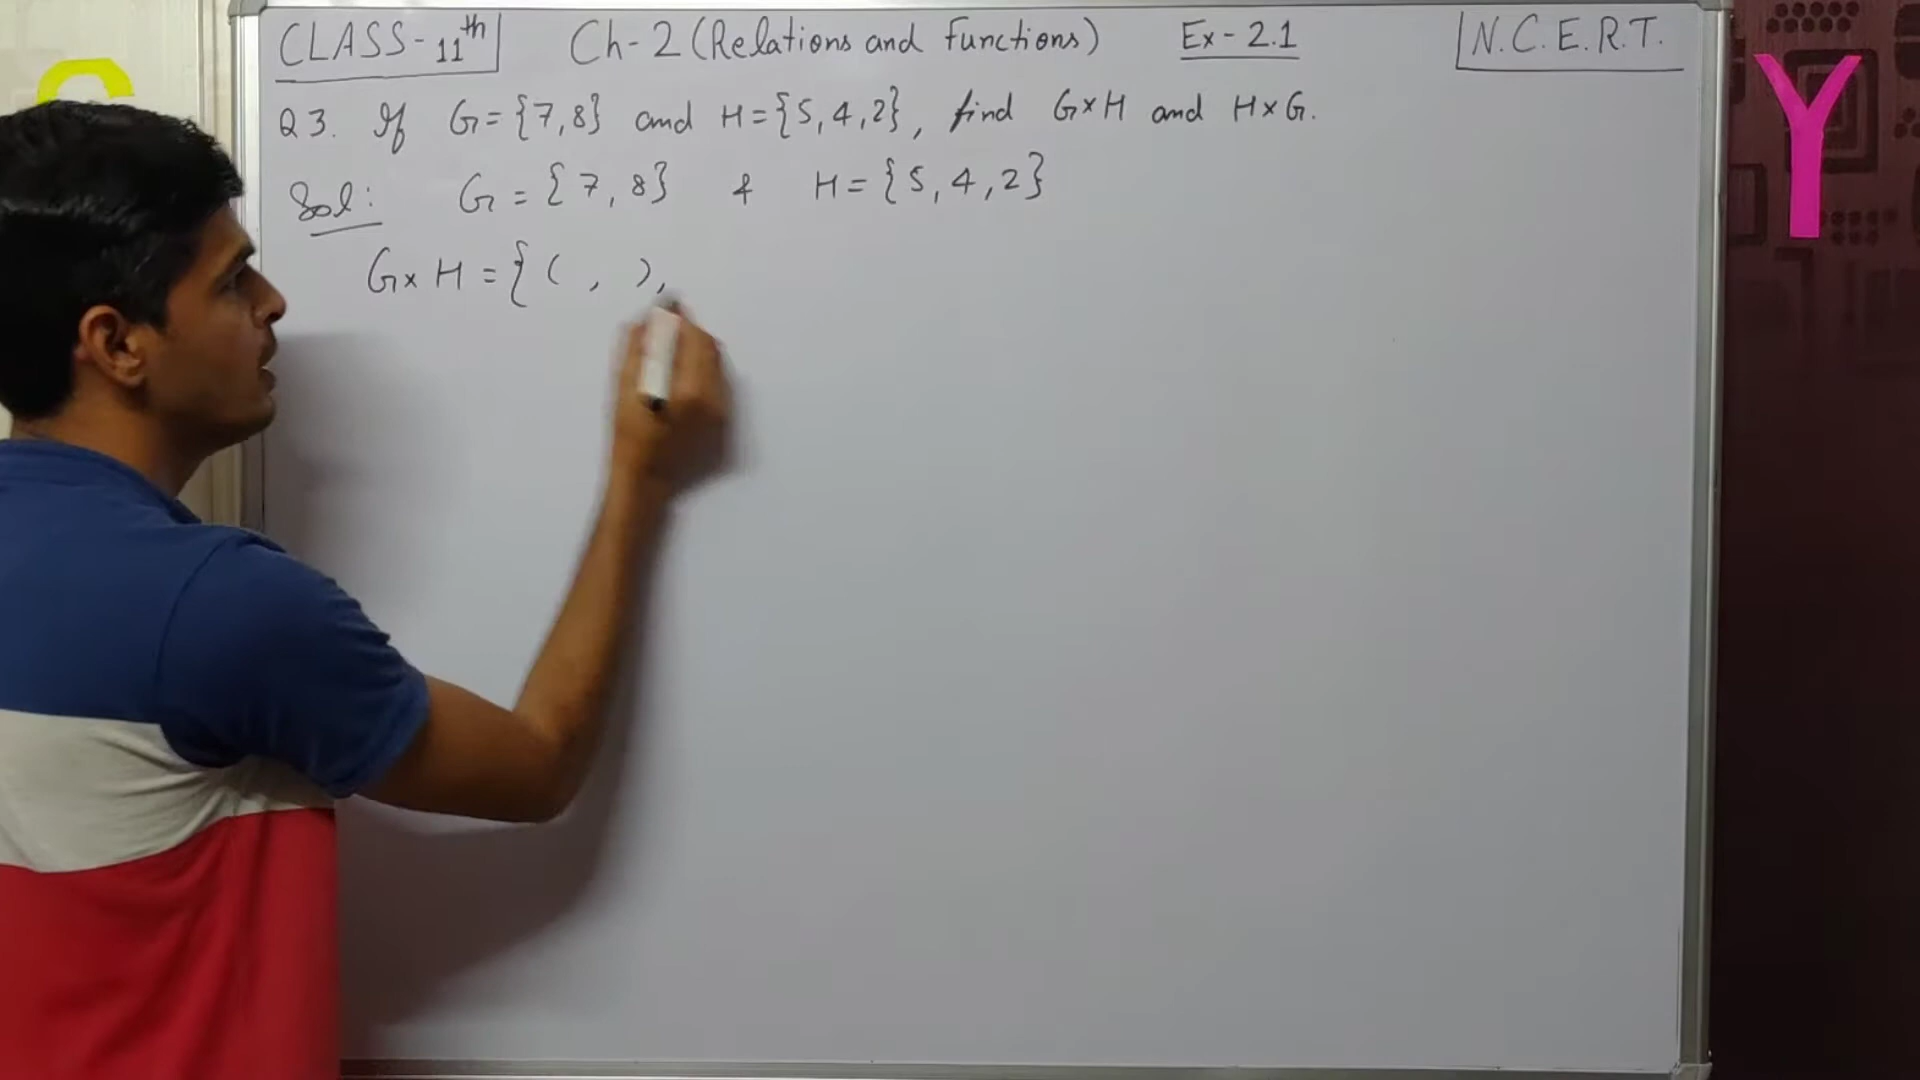 CLASS-11th Ch-2 (Relations and functions) Ex-2.1 N.C.E.R.T.
Q3. If G={7,8} and H={5,4,2}, find G×H and H×G.
Sol: G={7,8} & H={5,4,2}
G×H={( , ),
Y